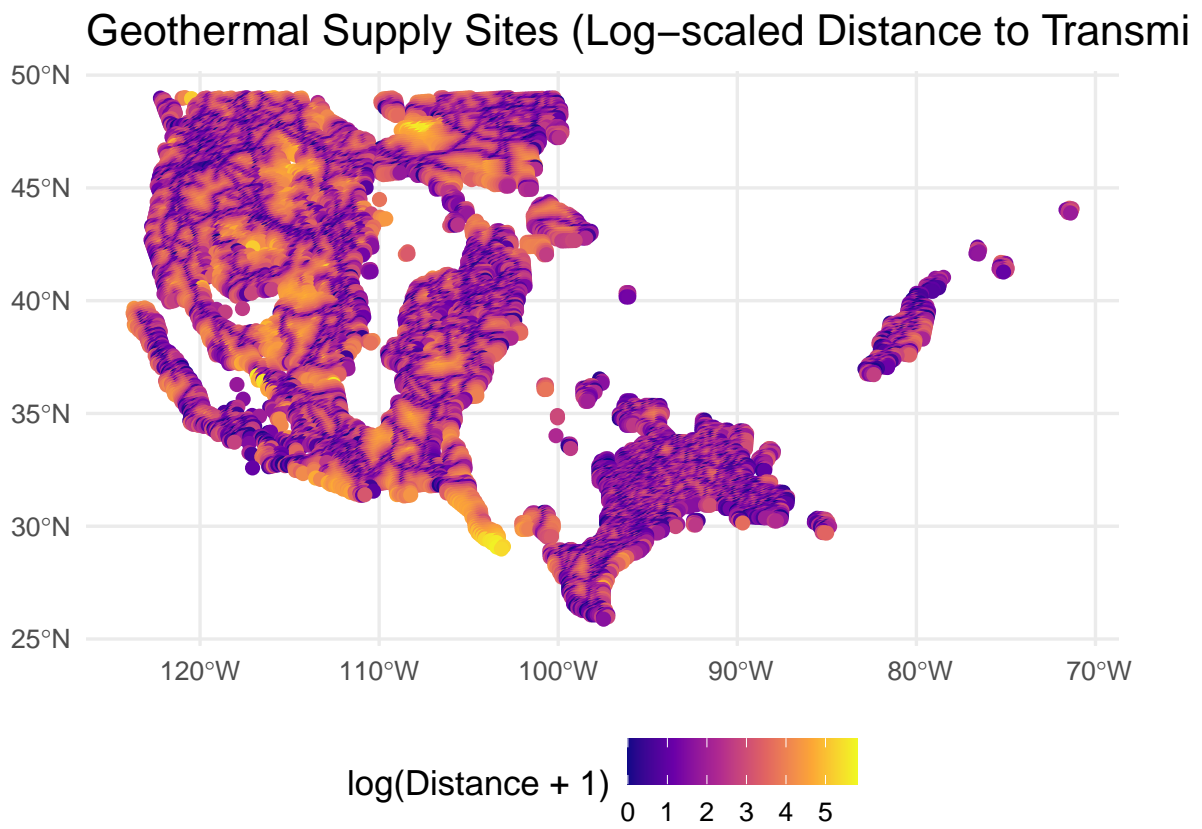 Geothermal Supply Sites (Log−scaled Distance to Transmi
50°N
45°N
40°N
35°N
30°N
25°N
120°W 110°W 100°W 90°W 80°W 70°W
log(Distance + 1)
0 1 2 3 4 5